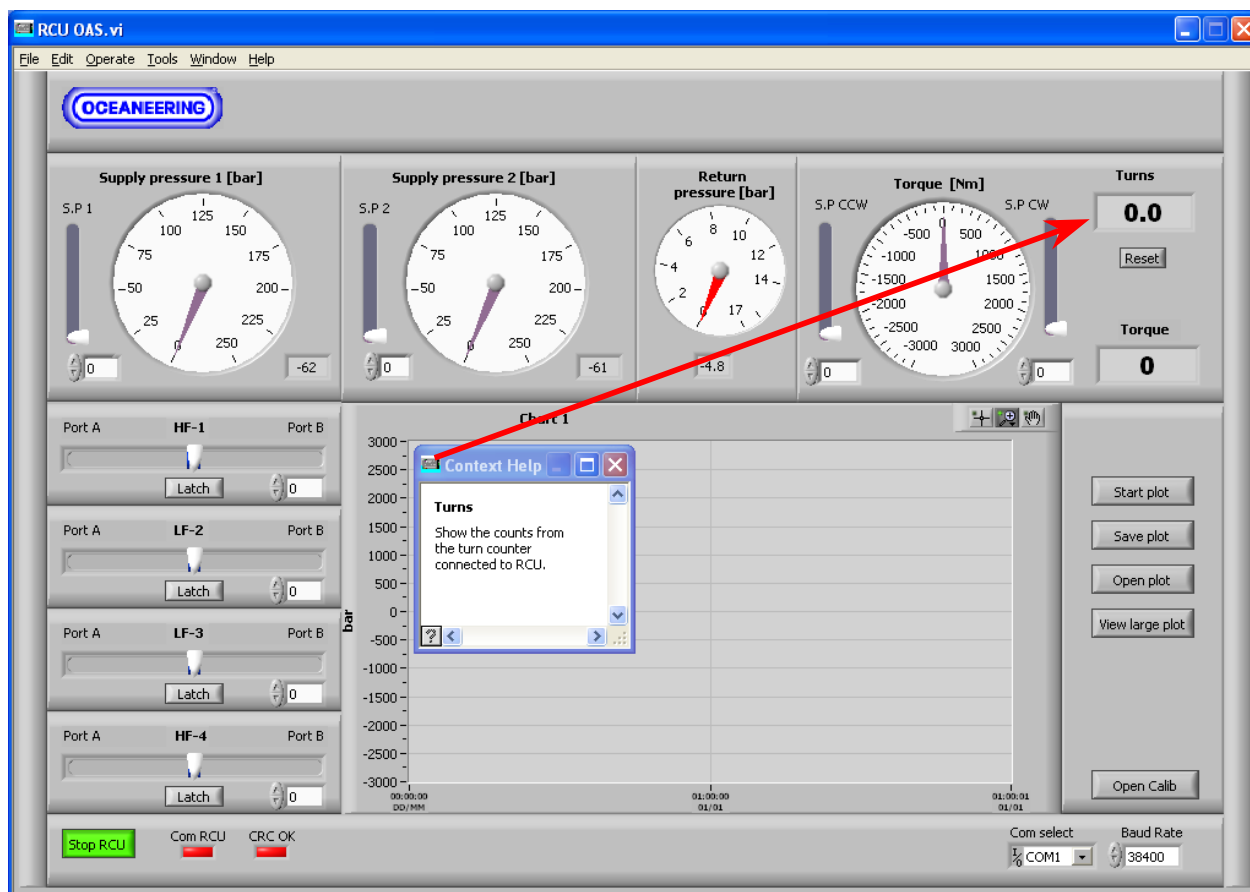 RCU OAS.vi
File Edit Operate Tools Window Help
OCEANEERING
Supply pressure 1 [bar]
S.P 1
0 25 50 75 100 125 150 175 200 225 250
0
-62
Supply pressure 2 [bar]
S.P 2
0 25 50 75 100 125 150 175 200 225 250
0
-61
Return
pressure [bar]
0 2 4 6 8 10 12 14 17
-4.8
Torque [Nm]
S.P CCW
S.P CW
-3000 -2500 -2000 -1500 -1000 -500 0 500 1000 1500 2000 2500 3000
0
0
Turns
0.0
Reset
Torque
0
Port A HF-1 Port B
Latch 0
Port A LF-2 Port B
Latch 0
Port A LF-3 Port B
Latch 0
Port A HF-4 Port B
Latch 0
Chart 1
bar
3000
2500
2000
1500
1000
500
0
-500
-1000
-1500
-2000
-2500
-3000
00:00:00 01:00:00 01:00:01
DD/MM 01/01 01/01
Context Help
Turns
Show the counts from
the turn counter
connected to RCU.
?
Start plot
Save plot
Open plot
View large plot
Open Calib
Stop RCU
Com RCU CRC OK
Com select Baud Rate
I/O COM1 38400